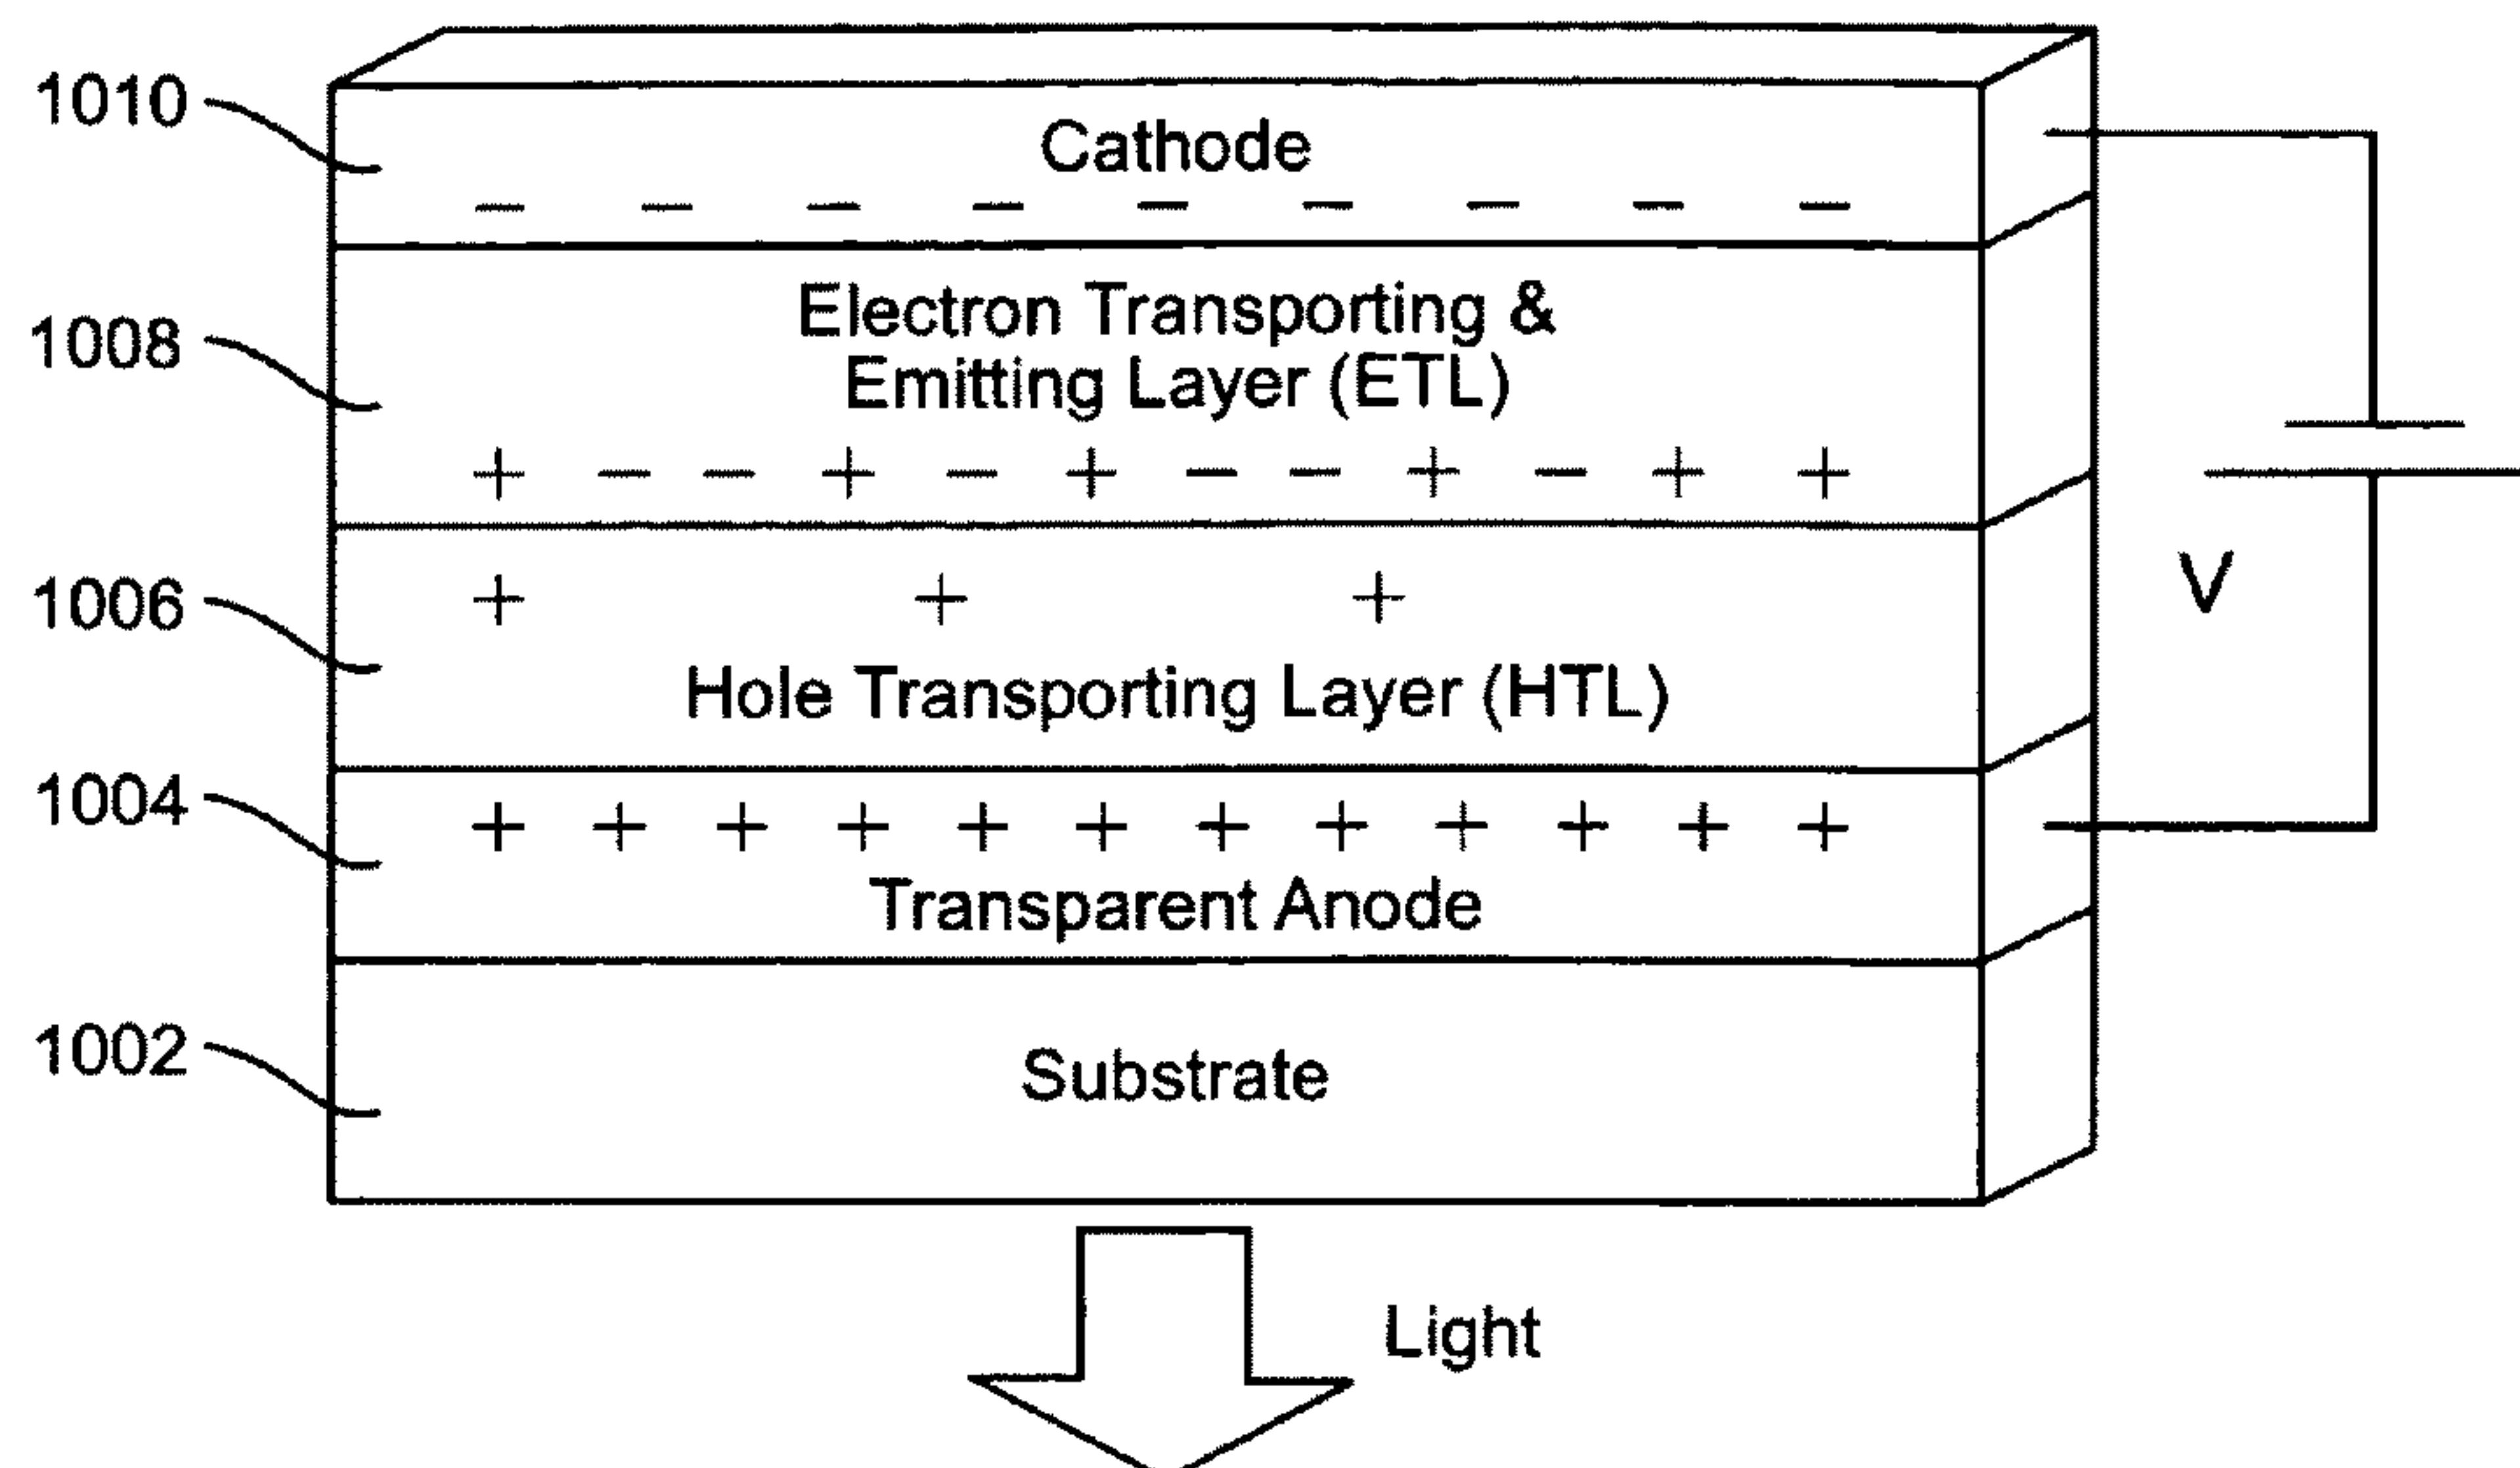 1010
Cathode
− − − − − − − − −
1008
Electron Transporting &
Emitting Layer (ETL)
+ − − + − + − − + − + +
1006
+ + +
Hole Transporting Layer (HTL)
V
1004
+ + + + + + + + + + + +
Transparent Anode
1002
Substrate
Light